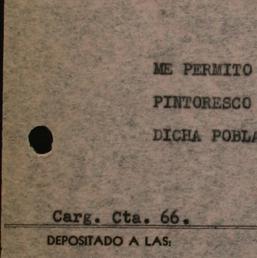 ME PERMITO
PINTORESCO
DICHA POBLA
Carg. Cta. 66.
DEPOSITADO A LAS: